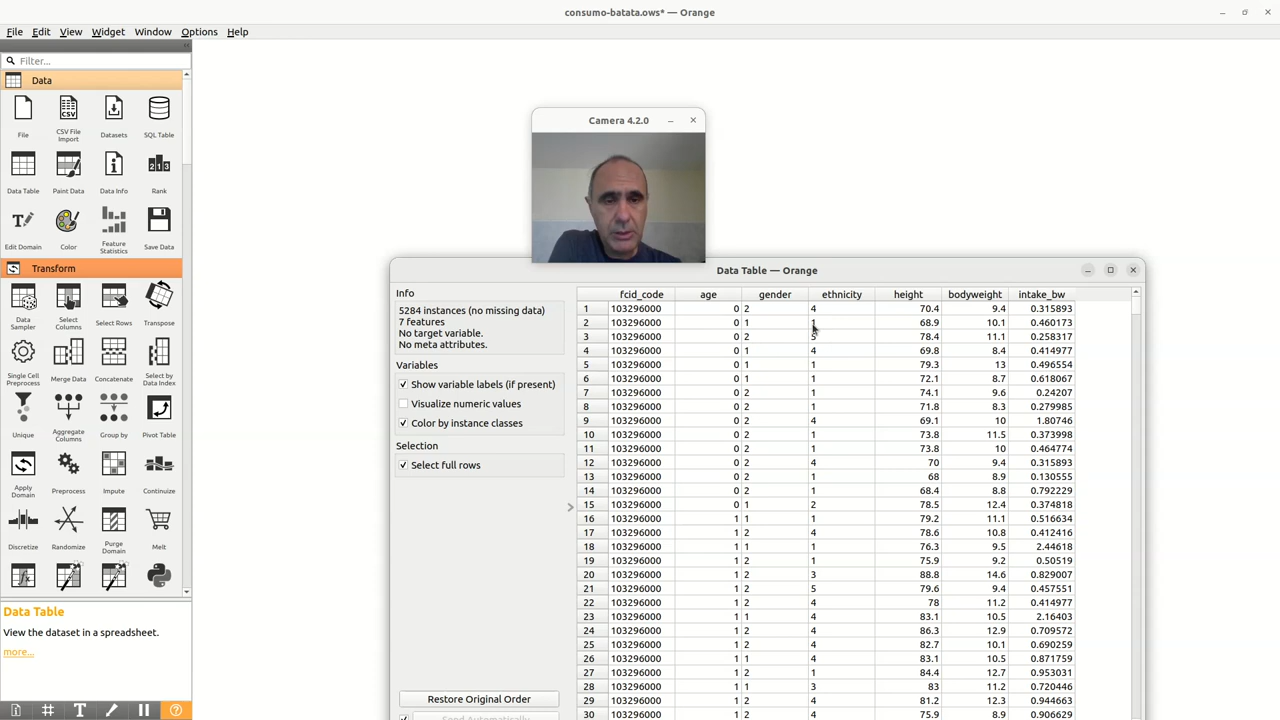 consumo-batata.ows* — Orange
File Edit View Widget Window Options Help
Filter...
Data
File CSV File Import Datasets SQL Table
Data Table Paint Data Data Info Rank
Edit Domain Color Feature Statistics Save Data
Transform
Data Sampler Select Columns Select Rows Transpose
Single Cell Preprocess Merge Data Concatenate Select by Data Index
Unique Aggregate Columns Group by Pivot Table
Apply Domain Preprocess Impute Continuize
Discretize Randomize Purge Domain Melt
Data Table
View the dataset in a spreadsheet.
more...
Camera 4.2.0
Data Table — Orange
Info
5284 instances (no missing data)
7 features
No target variable.
No meta attributes.
Variables
Show variable labels (if present)
Visualize numeric values
Color by instance classes
Selection
Select full rows
Restore Original Order
Send Automatically
fcid_code age gender ethnicity height bodyweight intake_bw
1 103296000 0 2 4 70.4 9.4 0.315893
2 103296000 0 1 1 68.9 10.1 0.460173
3 103296000 0 2 5 78.4 11.1 0.258317
4 103296000 0 1 4 69.8 8.4 0.414977
5 103296000 0 1 1 79.3 13 0.496554
6 103296000 0 1 1 72.1 8.7 0.618067
7 103296000 0 2 1 74.1 9.6 0.24207
8 103296000 0 2 1 71.8 8.3 0.279985
9 103296000 0 2 4 69.1 10 1.80746
10 103296000 0 2 1 73.8 11.5 0.373998
11 103296000 0 2 1 73.8 10 0.464774
12 103296000 0 2 4 70 9.4 0.315893
13 103296000 0 2 1 68 8.9 0.130555
14 103296000 0 2 1 68.4 8.8 0.792229
15 103296000 0 1 2 78.5 12.4 0.374818
16 103296000 1 1 1 79.2 11.1 0.516634
17 103296000 1 2 4 78.6 10.8 0.412416
18 103296000 1 1 1 76.3 9.5 2.44618
19 103296000 1 2 1 75.9 9.2 0.50519
20 103296000 1 2 3 88.8 14.6 0.829007
21 103296000 1 2 5 79.6 9.4 0.457551
22 103296000 1 2 4 78 11.2 0.414977
23 103296000 1 1 4 83.1 10.5 2.16403
24 103296000 1 2 4 86.3 12.9 0.709572
25 103296000 1 2 4 82.7 10.1 0.690259
26 103296000 1 1 4 83.1 10.5 0.871759
27 103296000 1 2 1 84.4 12.7 0.953031
28 103296000 1 1 3 83 11.2 0.720446
29 103296000 1 2 4 81.2 12.3 0.944663
30 103296000 1 2 4 75.9 8.9 0.906629